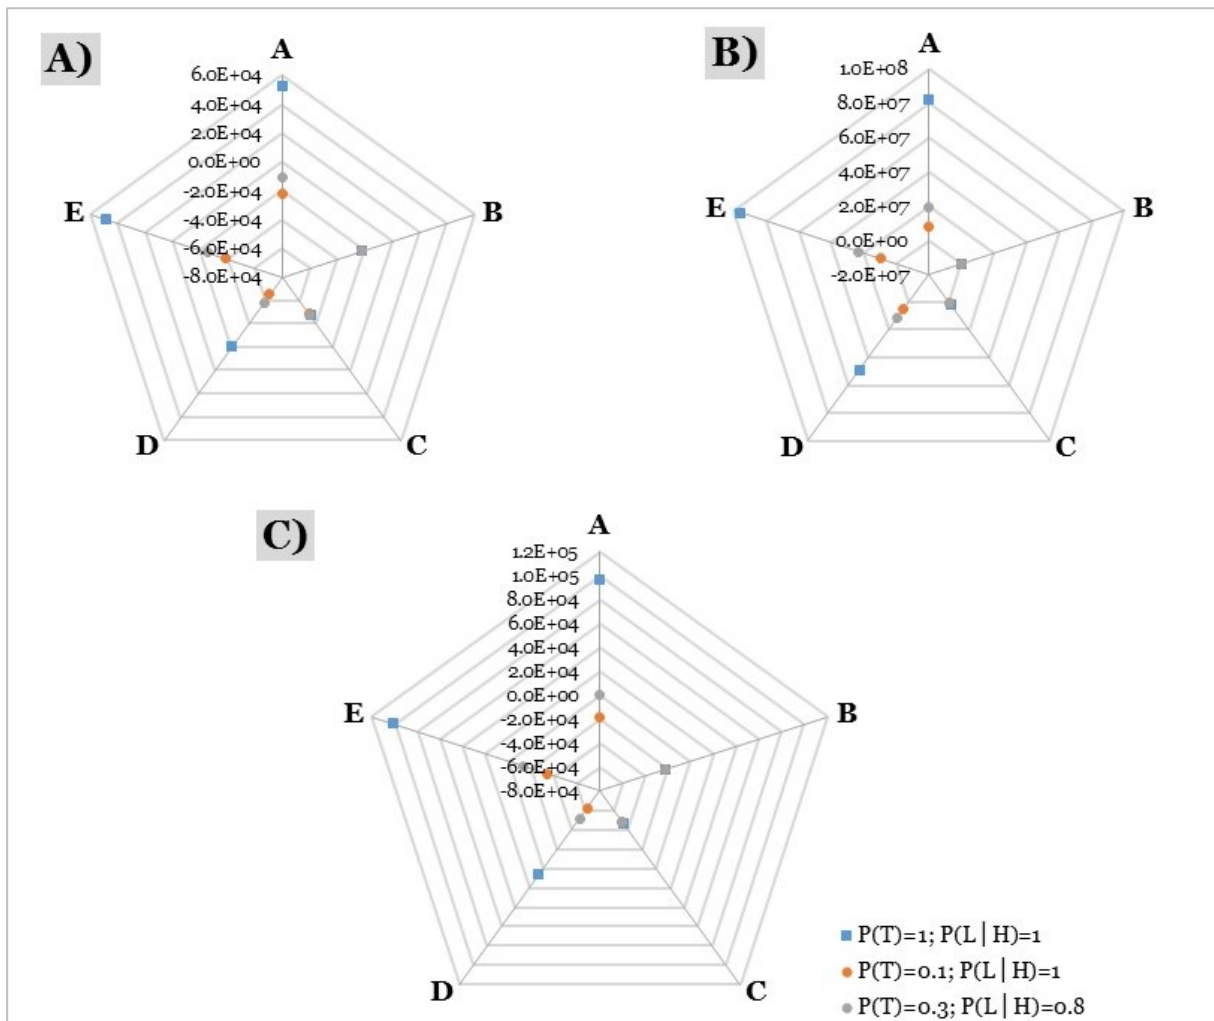 A)
A
6.0E+04
4.0E+04
2.0E+04
0.0E+00
-2.0E+04
-4.0E+04
-6.0E+04
-8.0E+04
E
B
D
C
B)
A
1.0E+08
8.0E+07
6.0E+07
4.0E+07
2.0E+07
0.0E+00
-2.0E+07
E
B
D
C
C)
A
1.2E+05
1.0E+05
8.0E+04
6.0E+04
4.0E+04
2.0E+04
0.0E+00
-2.0E+04
-4.0E+04
-6.0E+04
-8.0E+04
E
B
D
C
P(T)=1; P(L|H)=1
P(T)=0.1; P(L|H)=1
P(T)=0.3; P(L|H)=0.8